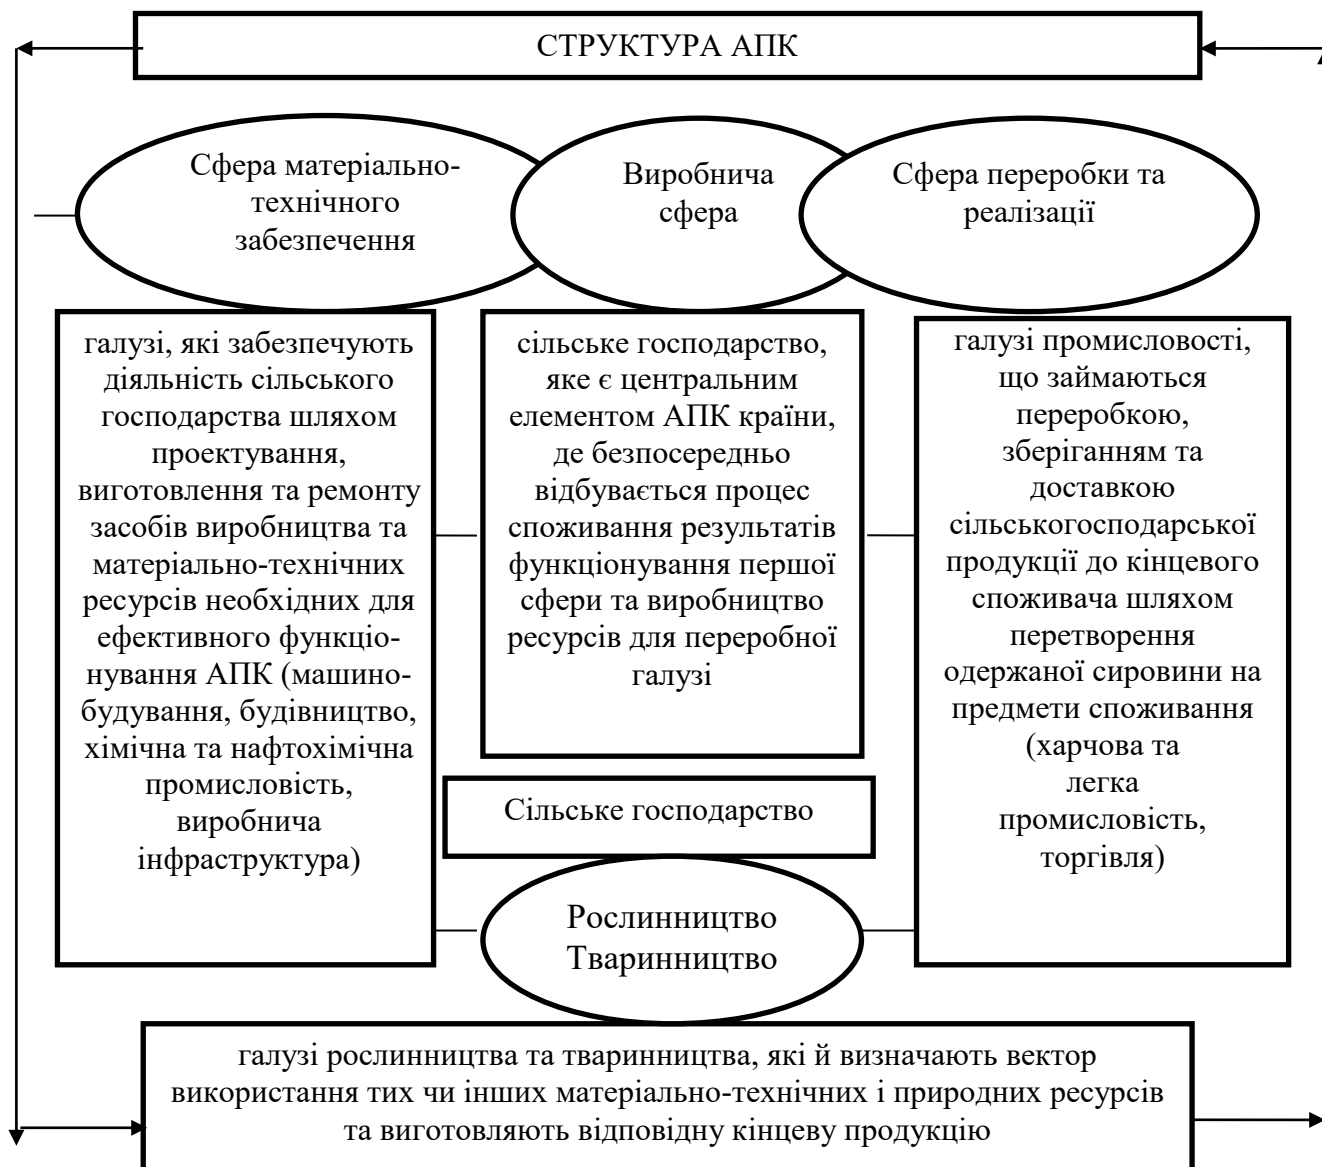 СТРУКТУРА АПК
Сфера матеріально-
технічного
забезпечення
Виробнича
сфера
Сфера переробки та
реалізації
галузі, які забезпечують
діяльність сільського
господарства шляхом
проектування,
виготовлення та ремонту
засобів виробництва та
матеріально-технічних
ресурсів необхідних для
ефективного функціо-
нування АПК (машино-
будування, будівництво,
хімічна та нафтохімічна
промисловість,
виробнича
інфраструктура)
сільське господарство,
яке є центральним
елементом АПК країни,
де безпосередньо
відбувається процес
споживання результатів
функціонування першої
сфери та виробництво
ресурсів для переробної
галузі
галузі промисловості,
що займаються
переробкою,
зберіганням та
доставкою
сільськогосподарської
продукції до кінцевого
споживача шляхом
перетворення
одержаної сировини на
предмети споживання
(харчова та
легка
промисловість,
торгівля)
Сільське господарство
Рослинництво
Тваринництво
галузі рослинництва та тваринництва, які й визначають вектор
використання тих чи інших матеріально-технічних і природних ресурсів
та виготовляють відповідну кінцеву продукцію